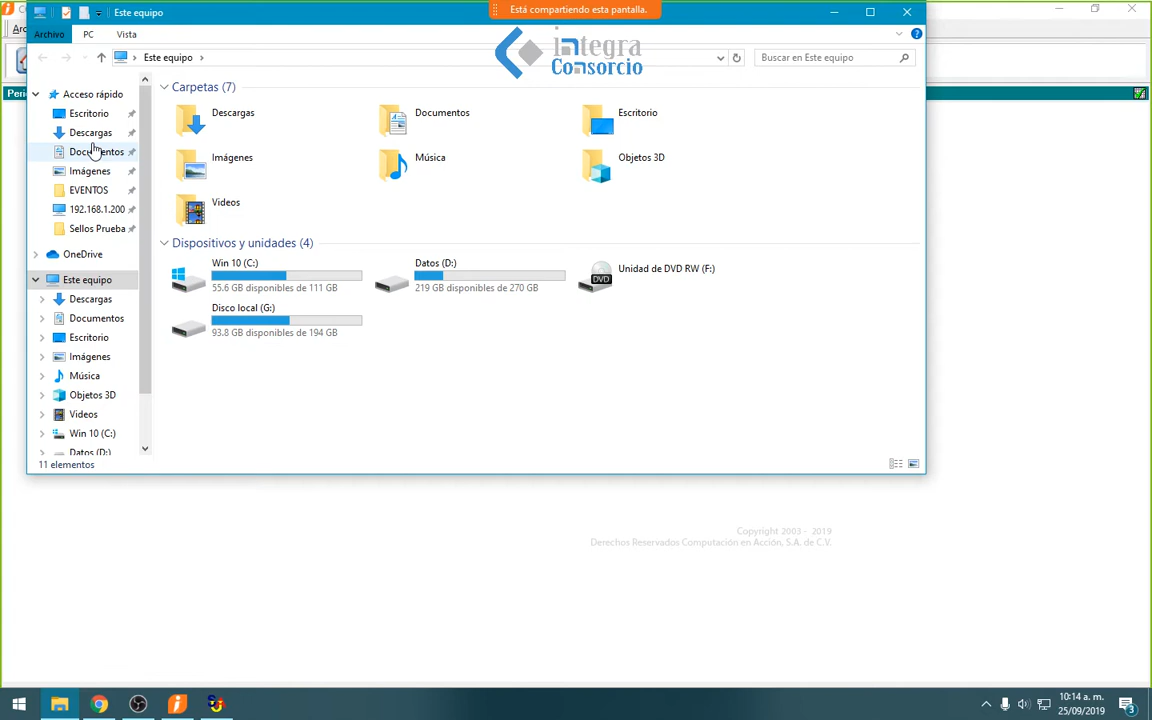 Está compartiendo esta pantalla.
Este equipo
Archivo
PC
Vista
integra
Consorcio
Este equipo
Buscar en Este equipo
Acceso rápido
Escritorio
Descargas
Documentos
Imágenes
EVENTOS
192.168.1.200
Sellos Prueba
OneDrive
Este equipo
Descargas
Documentos
Escritorio
Imágenes
Música
Objetos 3D
Videos
Win 10 (C:)
Datos (D:)
Carpetas (7)
Descargas
Documentos
Escritorio
Imágenes
Música
Objetos 3D
Videos
Dispositivos y unidades (4)
Win 10 (C:)
55.6 GB disponibles de 111 GB
Datos (D:)
219 GB disponibles de 270 GB
DVD
Unidad de DVD RW (F:)
Disco local (G:)
93.8 GB disponibles de 194 GB
11 elementos
Copyright 2003 - 2019
Derechos Reservados Computación en Acción, S.A. de C.V.
10:14 a. m.
25/09/2019
3